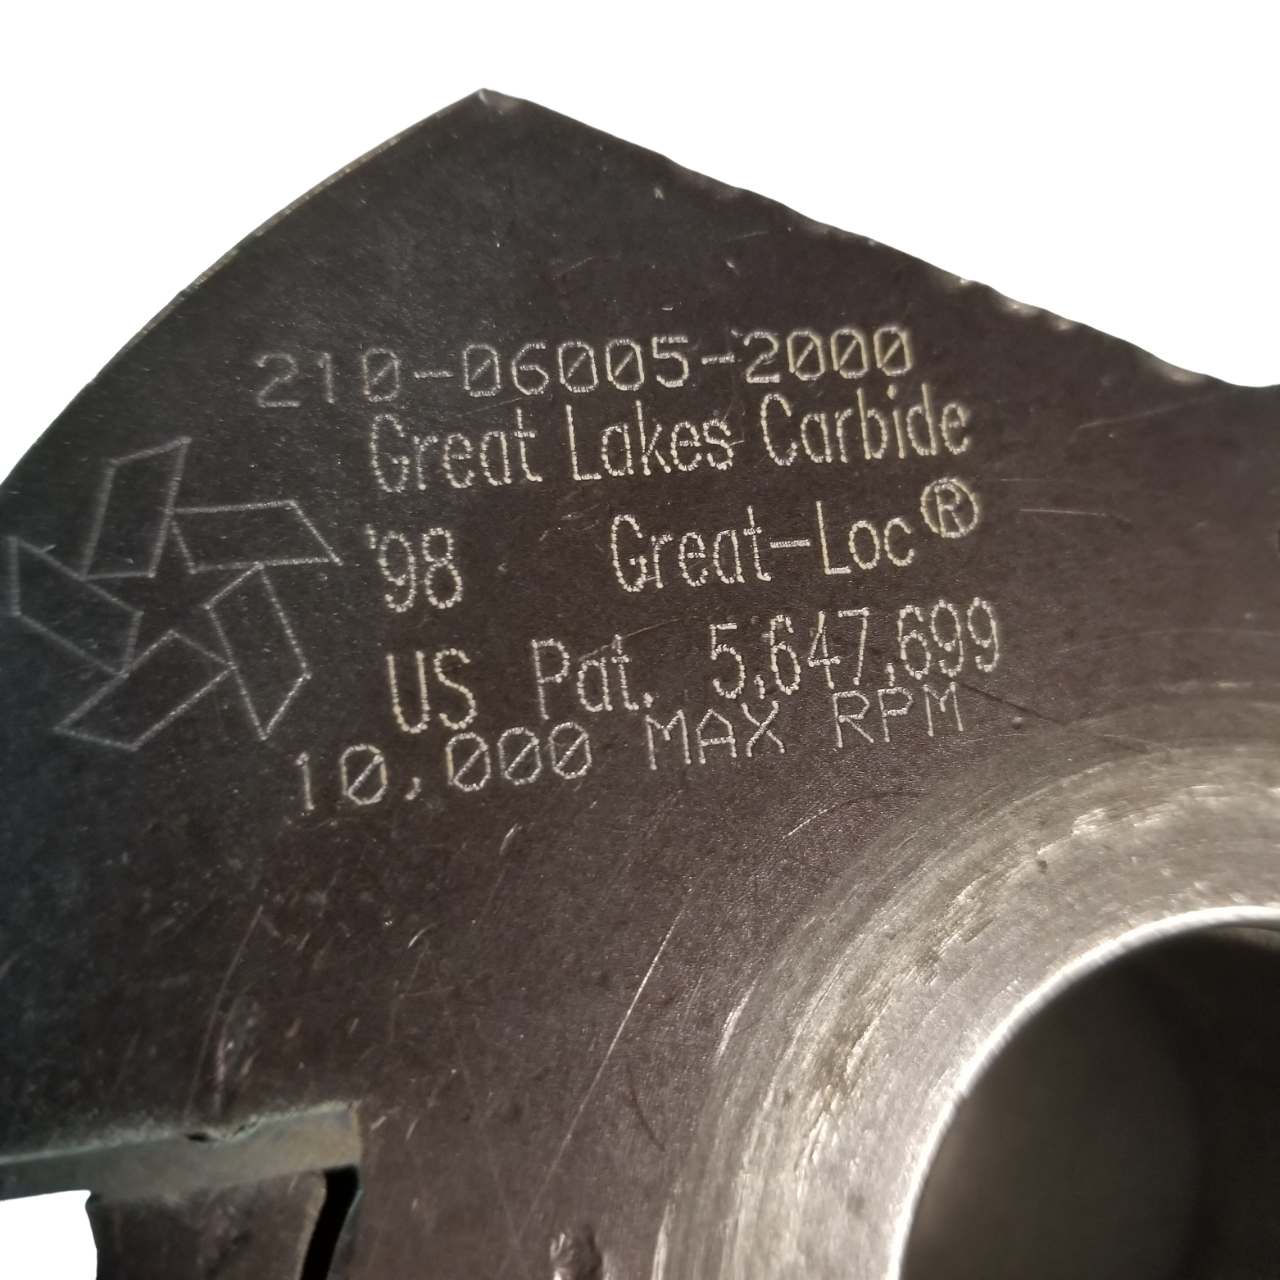 210-06005-2000
Great Lakes Carbide
'98 Great-Loc®
US Pat. 5,647,699
10,000 MAX RPM